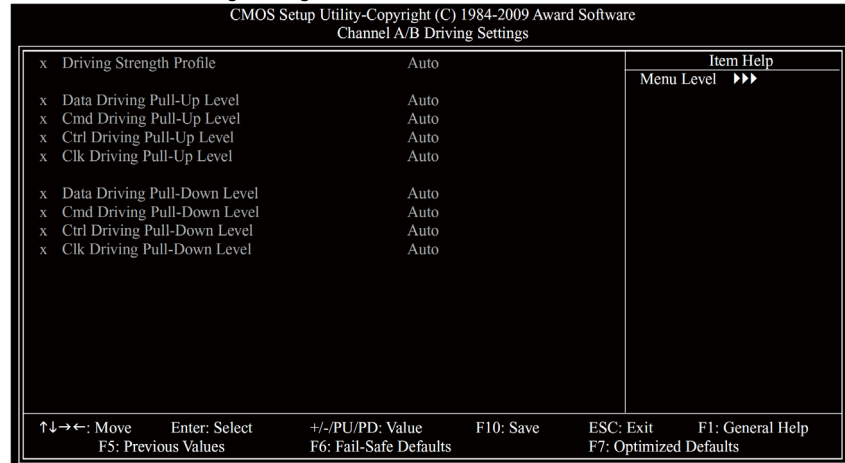 CMOS Setup Utility-Copyright (C) 1984-2009 Award Software
Channel A/B Driving Settings
x Driving Strength Profile Auto
Item Help
Menu Level ▶▶▶
x Data Driving Pull-Up Level Auto
x Cmd Driving Pull-Up Level Auto
x Ctrl Driving Pull-Up Level Auto
x Clk Driving Pull-Up Level Auto
x Data Driving Pull-Down Level Auto
x Cmd Driving Pull-Down Level Auto
x Ctrl Driving Pull-Down Level Auto
x Clk Driving Pull-Down Level Auto
↑↓→←: Move Enter: Select +/-/PU/PD: Value F10: Save ESC: Exit F1: General Help
F5: Previous Values F6: Fail-Safe Defaults F7: Optimized Defaults